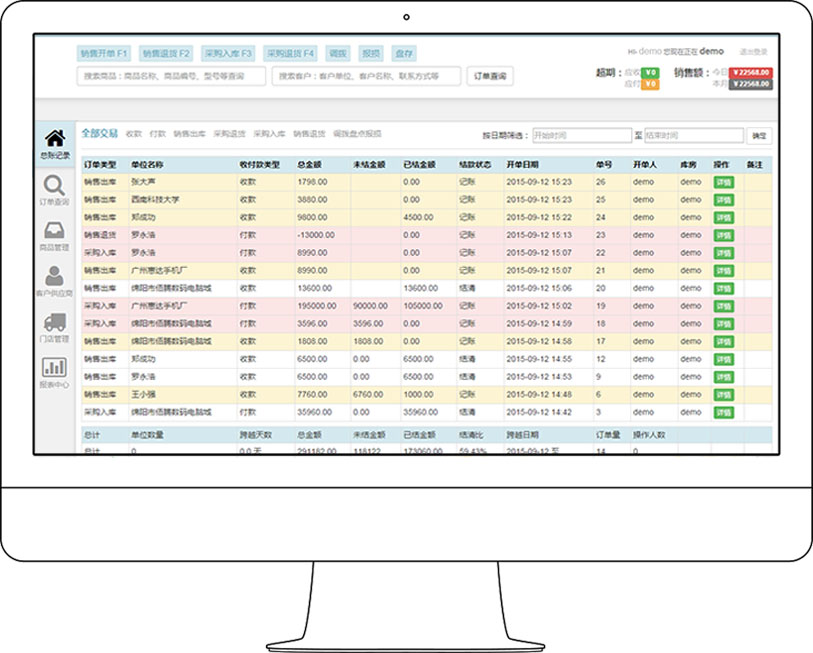 销售开单 F1 销售退货 F2 采购入库 F3 采购退货 F4 调拨 报损 盘存 Hi- demo 您现在正在 demo 退出登录
搜索商品：商品名称、商品编号、型号等查询 搜索客户：客户单位、客户名称、联系方式等 订单查询 超期： 应收 ¥0 销售额： 今日 ¥22568.00
应付 ¥0 本月 ¥22568.00
全部交易 收款 付款 销售出库 采购退货 采购入库 销售退货 调拨盘点报损 按日期筛选： 开始时间 至 结束时间 确定
总账记录
订单查询
商品管理
客户供应商
门店管理
报表中心
订单类型 单位名称 收付款类型 总金额 未结金额 已结金额 结款状态 开单日期 单号 开单人 库房 操作 备注
销售出库 张大声 收款 1798.00 0.00 记账 2015-09-12 15:23 26 demo demo 详情
销售出库 西南科技大学 收款 3880.00 0.00 记账 2015-09-12 15:23 25 demo demo 详情
销售出库 郑成功 收款 9800.00 4500.00 记账 2015-09-12 15:22 24 demo demo 详情
销售退货 罗永浩 付款 -13000.00 0.00 记账 2015-09-12 15:13 23 demo demo 详情
采购入库 罗永浩 付款 8990.00 0.00 记账 2015-09-12 15:07 22 demo demo 详情
销售出库 广州惠达手机厂 收款 8990.00 0.00 记账 2015-09-12 15:07 21 demo demo 详情
销售出库 绵阳市佰腾数码电脑城 收款 13600.00 13600.00 结清 2015-09-12 15:06 20 demo demo 详情
采购入库 广州惠达手机厂 付款 195000.00 90000.00 105000.00 记账 2015-09-12 15:02 19 demo demo 详情
采购入库 绵阳市佰腾数码电脑城 付款 3596.00 3596.00 0.00 记账 2015-09-12 14:59 18 demo demo 详情
销售出库 绵阳市佰腾数码电脑城 收款 1808.00 1808.00 0.00 记账 2015-09-12 14:58 17 demo demo 详情
销售出库 郑成功 收款 6500.00 0.00 6500.00 结清 2015-09-12 14:55 12 demo demo 详情
销售出库 罗永浩 收款 6500.00 0.00 6500.00 结清 2015-09-12 14:53 9 demo demo 详情
销售出库 王小强 收款 7760.00 6760.00 1000.00 记账 2015-09-12 14:48 6 demo demo 详情
采购入库 绵阳市佰腾数码电脑城 付款 35960.00 0.00 35960.00 结清 2015-09-12 14:42 3 demo demo 详情
总计 单位数量 跨越天数 总金额 未结金额 已结金额 结清比 跨越日期 订单量 操作人数
总计 0 0.0 天 291182.00 118122 173060.00 59.43% 2015-09-12 至 14 0